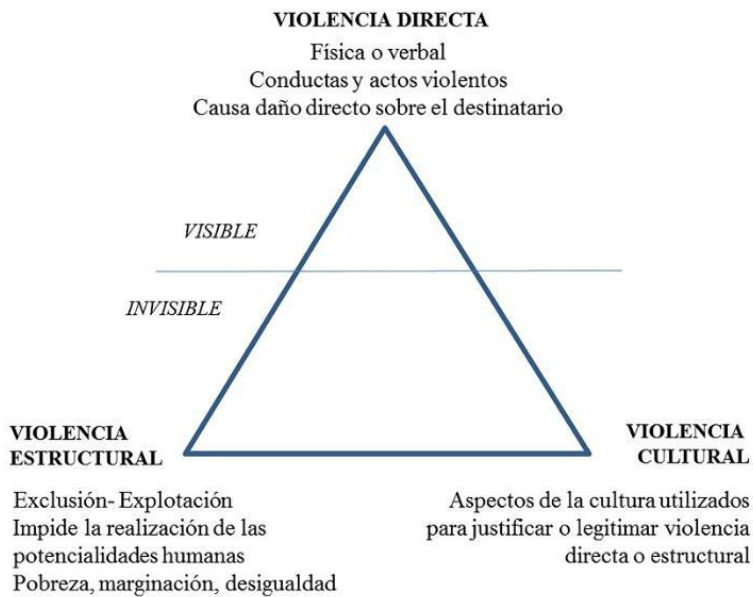 VIOLENCIA DIRECTA
Física o verbal
Conductas y actos violentos
Causa daño directo sobre el destinatario
VISIBLE
INVISIBLE
VIOLENCIA
ESTRUCTURAL
Exclusión- Explotación
Impide la realización de las
potencialidades humanas
Pobreza, marginación, desigualdad
VIOLENCIA
CULTURAL
Aspectos de la cultura utilizados
para justificar o legitimar violencia
directa o estructural